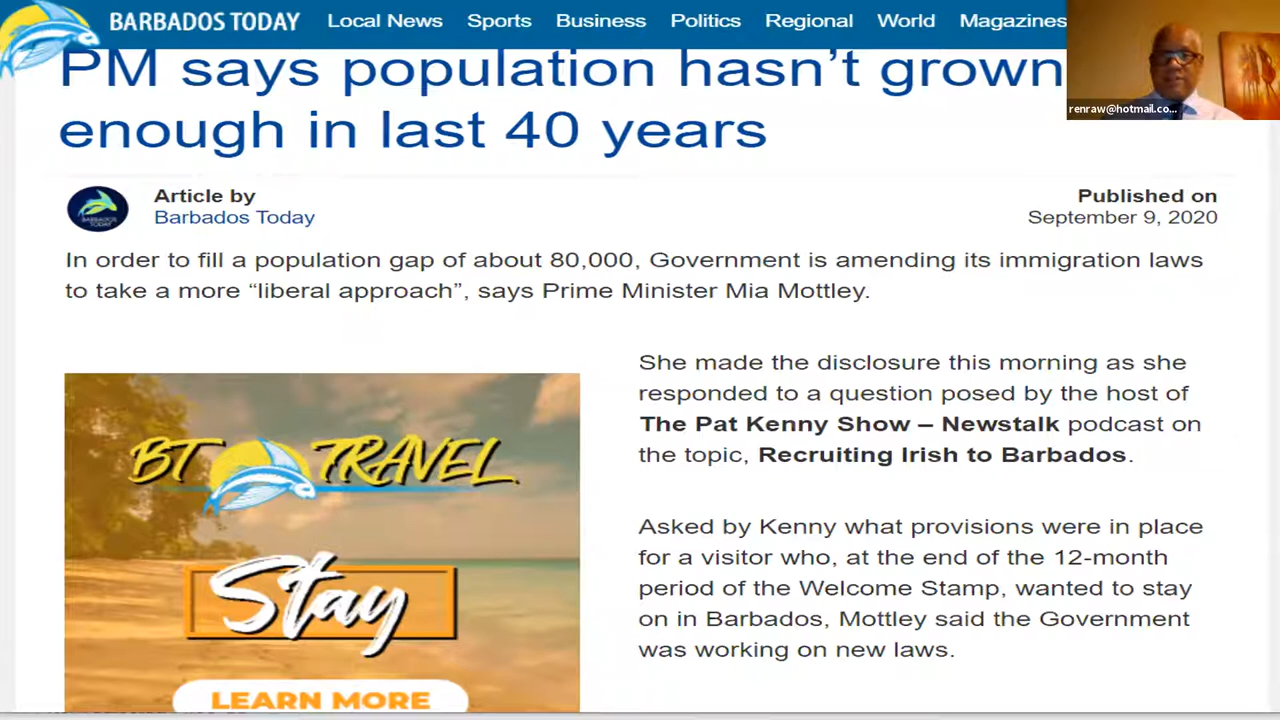 BARBADOS TODAY Local News Sports Business Politics Regional World Magazines
PM says population hasn't grown
enough in last 40 years
renraw@hotmail.co...
Article by
Barbados Today
Published on
September 9, 2020
In order to fill a population gap of about 80,000, Government is amending its immigration laws
to take a more “liberal approach”, says Prime Minister Mia Mottley.
BT TRAVEL
Stay
LEARN MORE
She made the disclosure this morning as she
responded to a question posed by the host of
The Pat Kenny Show – Newstalk podcast on
the topic, Recruiting Irish to Barbados.
Asked by Kenny what provisions were in place
for a visitor who, at the end of the 12-month
period of the Welcome Stamp, wanted to stay
on in Barbados, Mottley said the Government
was working on new laws.